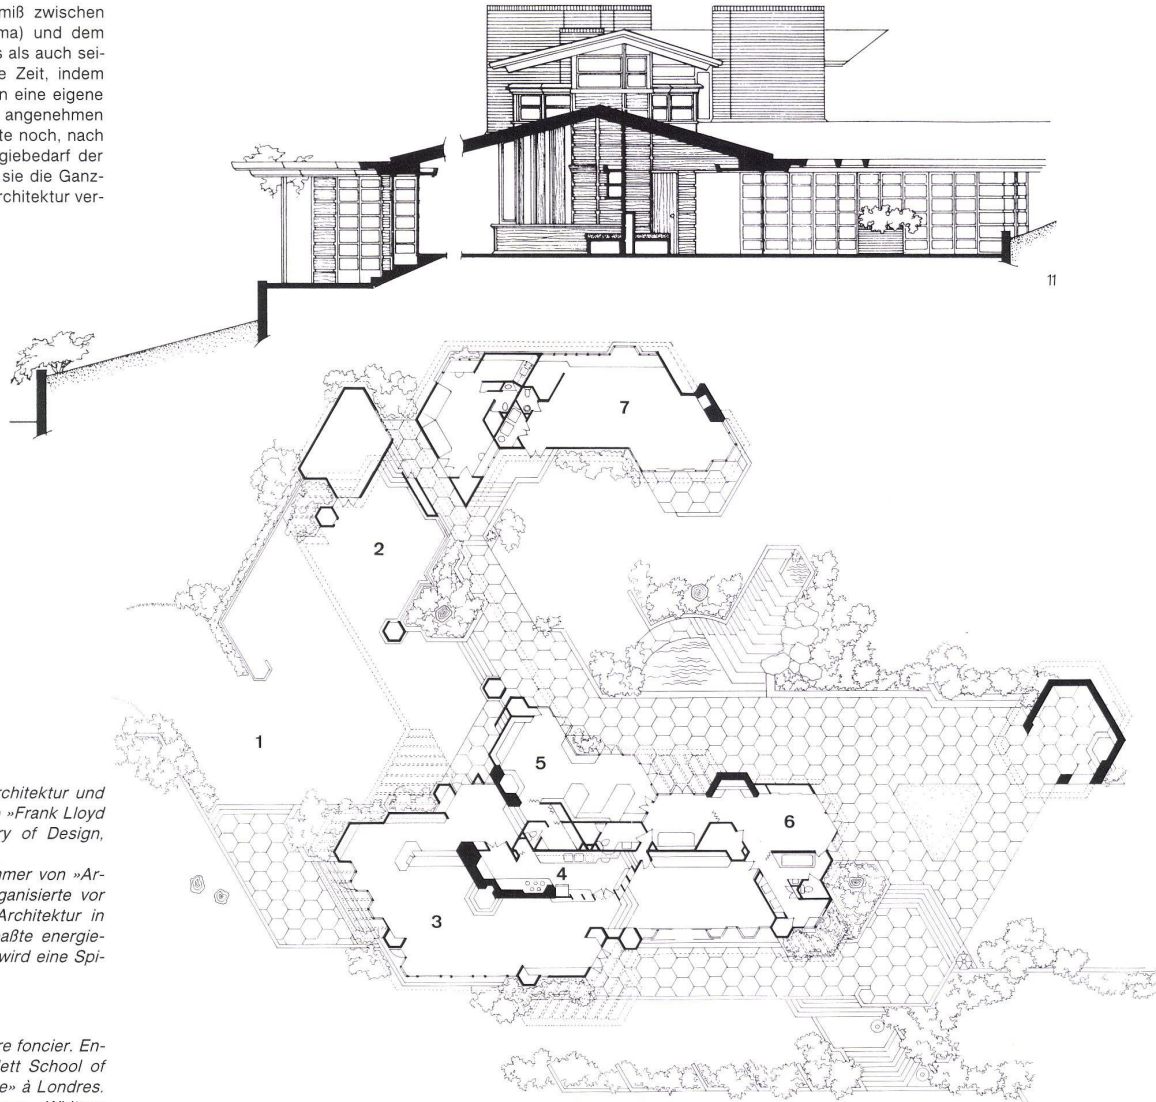 miß zwischen
ma) und dem
s als auch sei-
e Zeit, indem
n eine eigene
angenehmen
te noch, nach
giebedarf der
sie die Ganz-
rchitektur ver-
11
7
2
1
5
6
4
3
rchitektur und
»Frank Lloyd
ry of Design,
mmer von »Ar-
ganisierte vor
Architektur in
paßte energie-
wird eine Spi-
re foncier. En-
lett School of
e» à Londres.